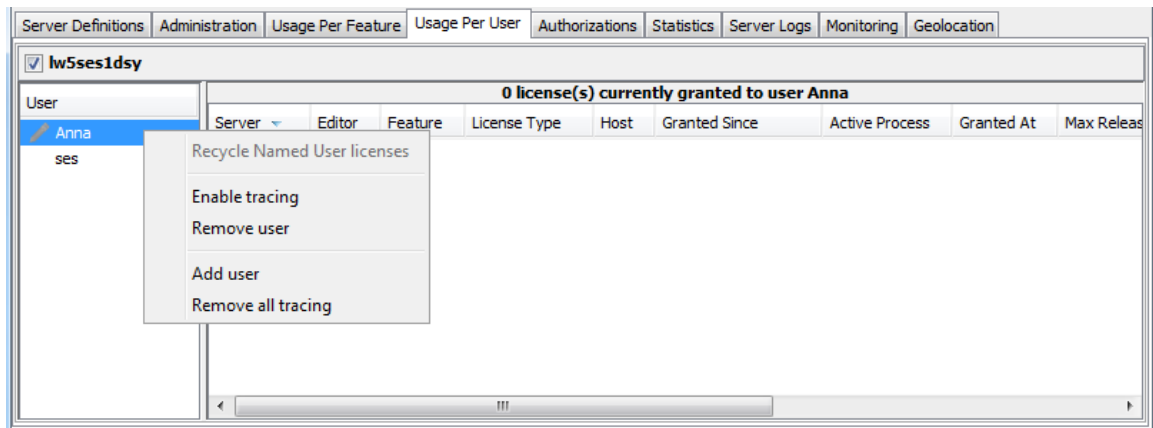 Server Definitions Administration Usage Per Feature Usage Per User Authorizations Statistics Server Logs Monitoring Geolocation
lw5ses1dsy
User
0 license(s) currently granted to user Anna
Server Editor Feature License Type Host Granted Since Active Process Granted At Max Releas
Anna
ses
Recycle Named User licenses
Enable tracing
Remove user
Add user
Remove all tracing